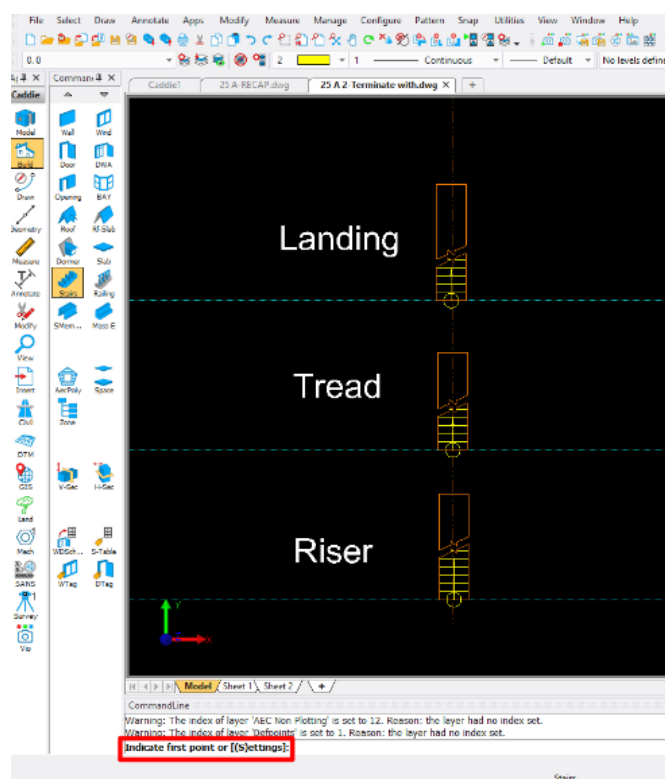 File Select Draw Annotate Apps Modify Measure Manage Configure Pattern Snap Utilities View Window Help
0.0 2 1 Continuous Default No levels define
Comman
Caddie
Caddie1 25 A-RECAP.dwg 25 A 2-Terminate with.dwg X +
Model Wall Wind
Build Door DWA
Draw Opening BAY
Geometry Roof Rf-Slab
Measure Dormer Slab
Annotate Stairs Railing
Modify SMem... Mass-E
View
Insert AecPoly Space
Civil Zone
DTM
GIS V-Sec H-Sec
Land
Mech WDSch... S-Table
SANS WTag DTag
Survey
Vio
Landing
Tread
Riser
Y
X
Model Sheet 1 Sheet 2 +
CommandLine
Warning: The index of layer 'AEC Non Plotting' is set to 12. Reason: the layer had no index set.
Warning: The index of layer 'Defpoints' is set to 1. Reason: the layer had no index set.
Indicate first point or [(S)ettings]:
Stairs